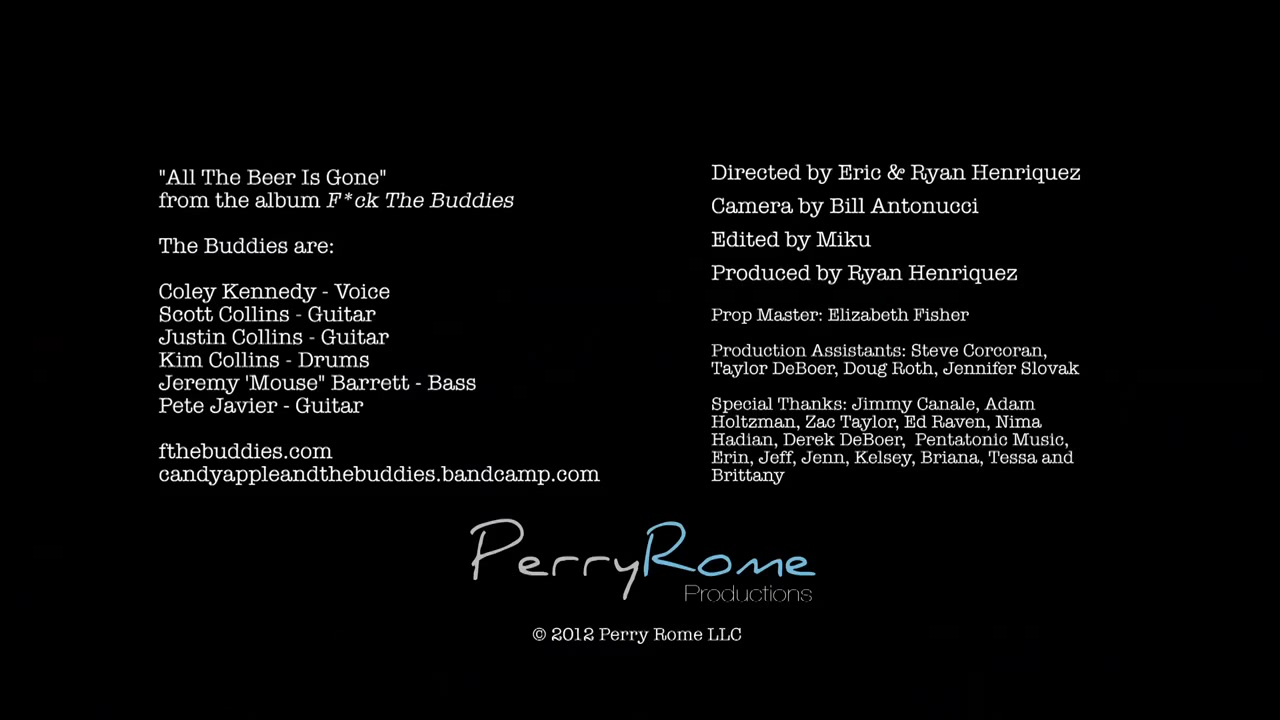 "All The Beer Is Gone"
from the album F*ck The Buddies
The Buddies are:
Coley Kennedy - Voice
Scott Collins - Guitar
Justin Collins - Guitar
Kim Collins - Drums
Jeremy 'Mouse" Barrett - Bass
Pete Javier - Guitar
fthebuddies.com
candyappleandthebuddies.bandcamp.com
Directed by Eric & Ryan Henriquez
Camera by Bill Antonucci
Edited by Miku
Produced by Ryan Henriquez
Prop Master: Elizabeth Fisher
Production Assistants: Steve Corcoran,
Taylor DeBoer, Doug Roth, Jennifer Slovak
Special Thanks: Jimmy Canale, Adam
Holtzman, Zac Taylor, Ed Raven, Nima
Hadian, Derek DeBoer, Pentatonic Music,
Erin, Jeff, Jenn, Kelsey, Briana, Tessa and
Brittany
PerryRome
Productions
© 2012 Perry Rome LLC